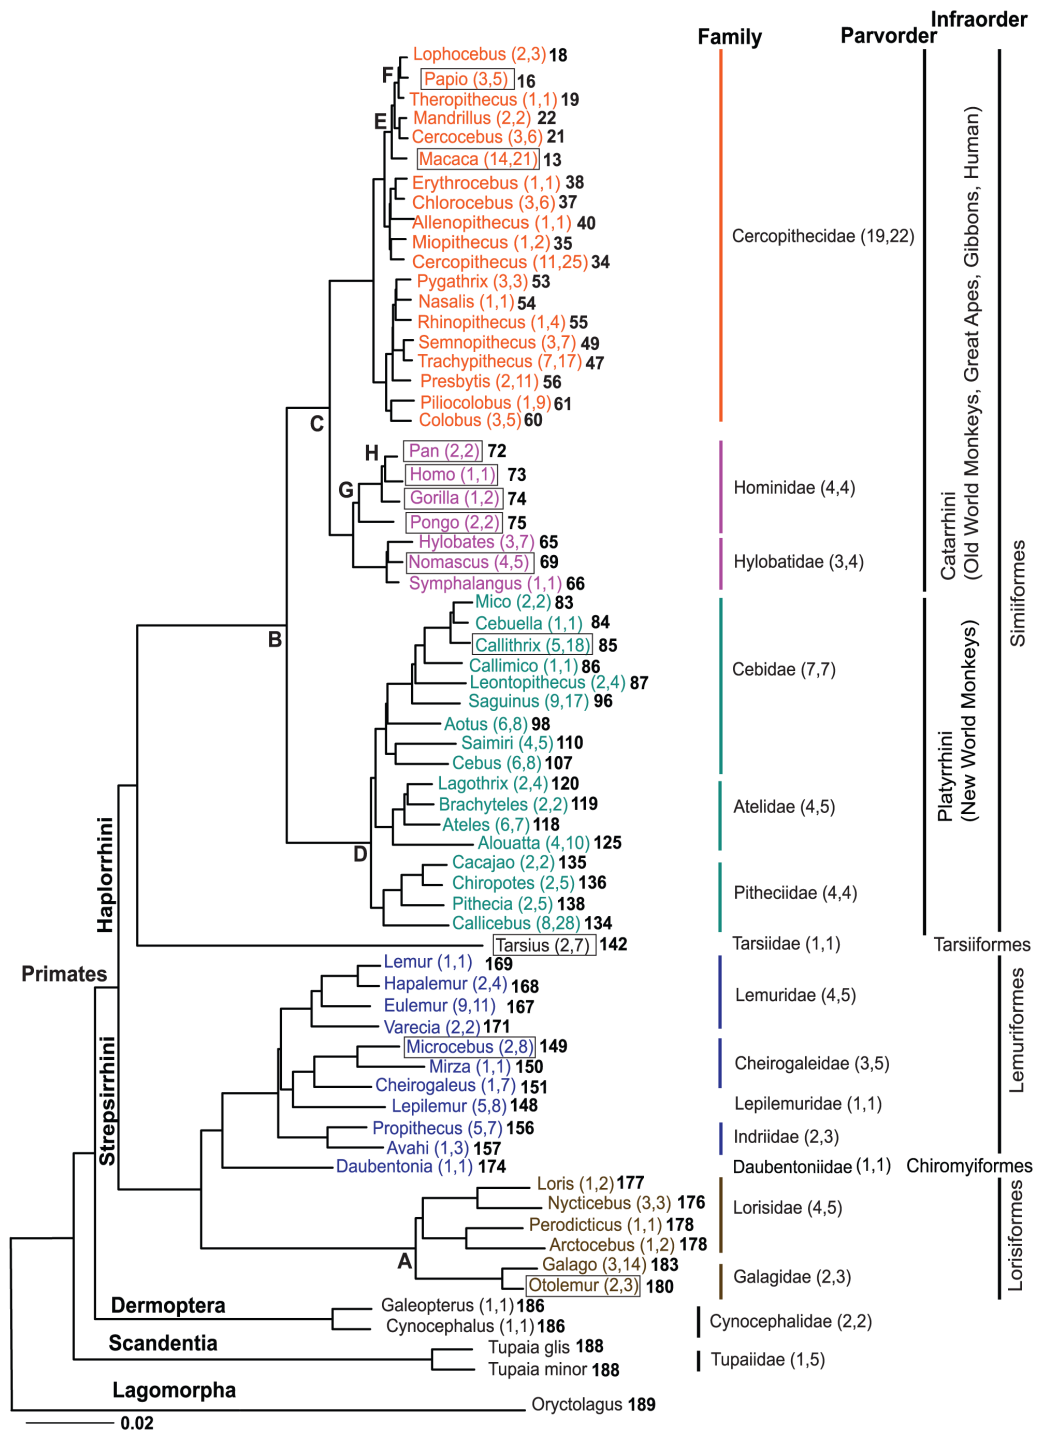 Infraorder
Family
Parvorder
Lophocebus (2,3) 18
F
Papio (3,5) 16
Theropithecus (1,1) 19
E
Mandrillus (2,2) 22
Cercocebus (3,6) 21
Macaca (14,21) 13
Erythrocebus (1,1) 38
Chlorocebus (3,6) 37
Allenopithecus (1,1) 40
Cercopithecidae (19,22)
Miopithecus (1,2) 35
Cercopithecus (11,25) 34
Pygathrix (3,3) 53
Nasalis (1,1) 54
Rhinopithecus (1,4) 55
Semnopithecus (3,7) 49
Trachypithecus (7,17) 47
Presbytis (2,11) 56
Piliocolobus (1,9) 61
Colobus (3,5) 60
C
H
Pan (2,2) 72
Homo (1,1) 73
G
Gorilla (1,2) 74
Hominidae (4,4)
Pongo (2,2) 75
Hylobates (3,7) 65
Nomascus (4,5) 69
Hylobatidae (3,4)
Symphalangus (1,1) 66
Catarrhini
(Old World Monkeys, Great Apes, Gibbons, Human)
Simiiformes
Mico (2,2) 83
Cebuella (1,1) 84
B
Callithrix (5,18) 85
Callimico (1,1) 86
Cebidae (7,7)
Leontopithecus (2,4) 87
Saguinus (9,17) 96
Aotus (6,8) 98
Saimiri (4,5) 110
Cebus (6,8) 107
Platyrrhini
(New World Monkeys)
Lagothrix (2,4) 120
Brachyteles (2,2) 119
Atelidae (4,5)
Ateles (6,7) 118
Alouatta (4,10) 125
D
Cacajao (2,2) 135
Chiropotes (2,5) 136
Pitheciidae (4,4)
Pithecia (2,5) 138
Callicebus (8,28) 134
Haplorrhini
Tarsius (2,7) 142
Tarsiidae (1,1)
Tarsiiformes
Primates
Lemur (1,1) 169
Hapalemur (2,4) 168
Lemuridae (4,5)
Eulemur (9,11) 167
Varecia (2,2) 171
Microcebus (2,8) 149
Mirza (1,1) 150
Cheirogaleidae (3,5)
Cheirogaleus (1,7) 151
Lemuriformes
Lepilemur (5,8) 148
Lepilemuridae (1,1)
Strepsirrhini
Propithecus (5,7) 156
Indriidae (2,3)
Avahi (1,3) 157
Daubentonia (1,1) 174
Daubentoniidae (1,1)
Chiromyiformes
Loris (1,2) 177
Nycticebus (3,3) 176
Lorisidae (4,5)
Perodicticus (1,1) 178
Arctocebus (1,2) 178
Lorisiformes
A
Galago (3,14) 183
Galagidae (2,3)
Otolemur (2,3) 180
Dermoptera
Galeopterus (1,1) 186
Cynocephalus (1,1) 186
Cynocephalidae (2,2)
Scandentia
Tupaia glis 188
Tupaiidae (1,5)
Tupaia minor 188
Lagomorpha
Oryctolagus 189
0.02